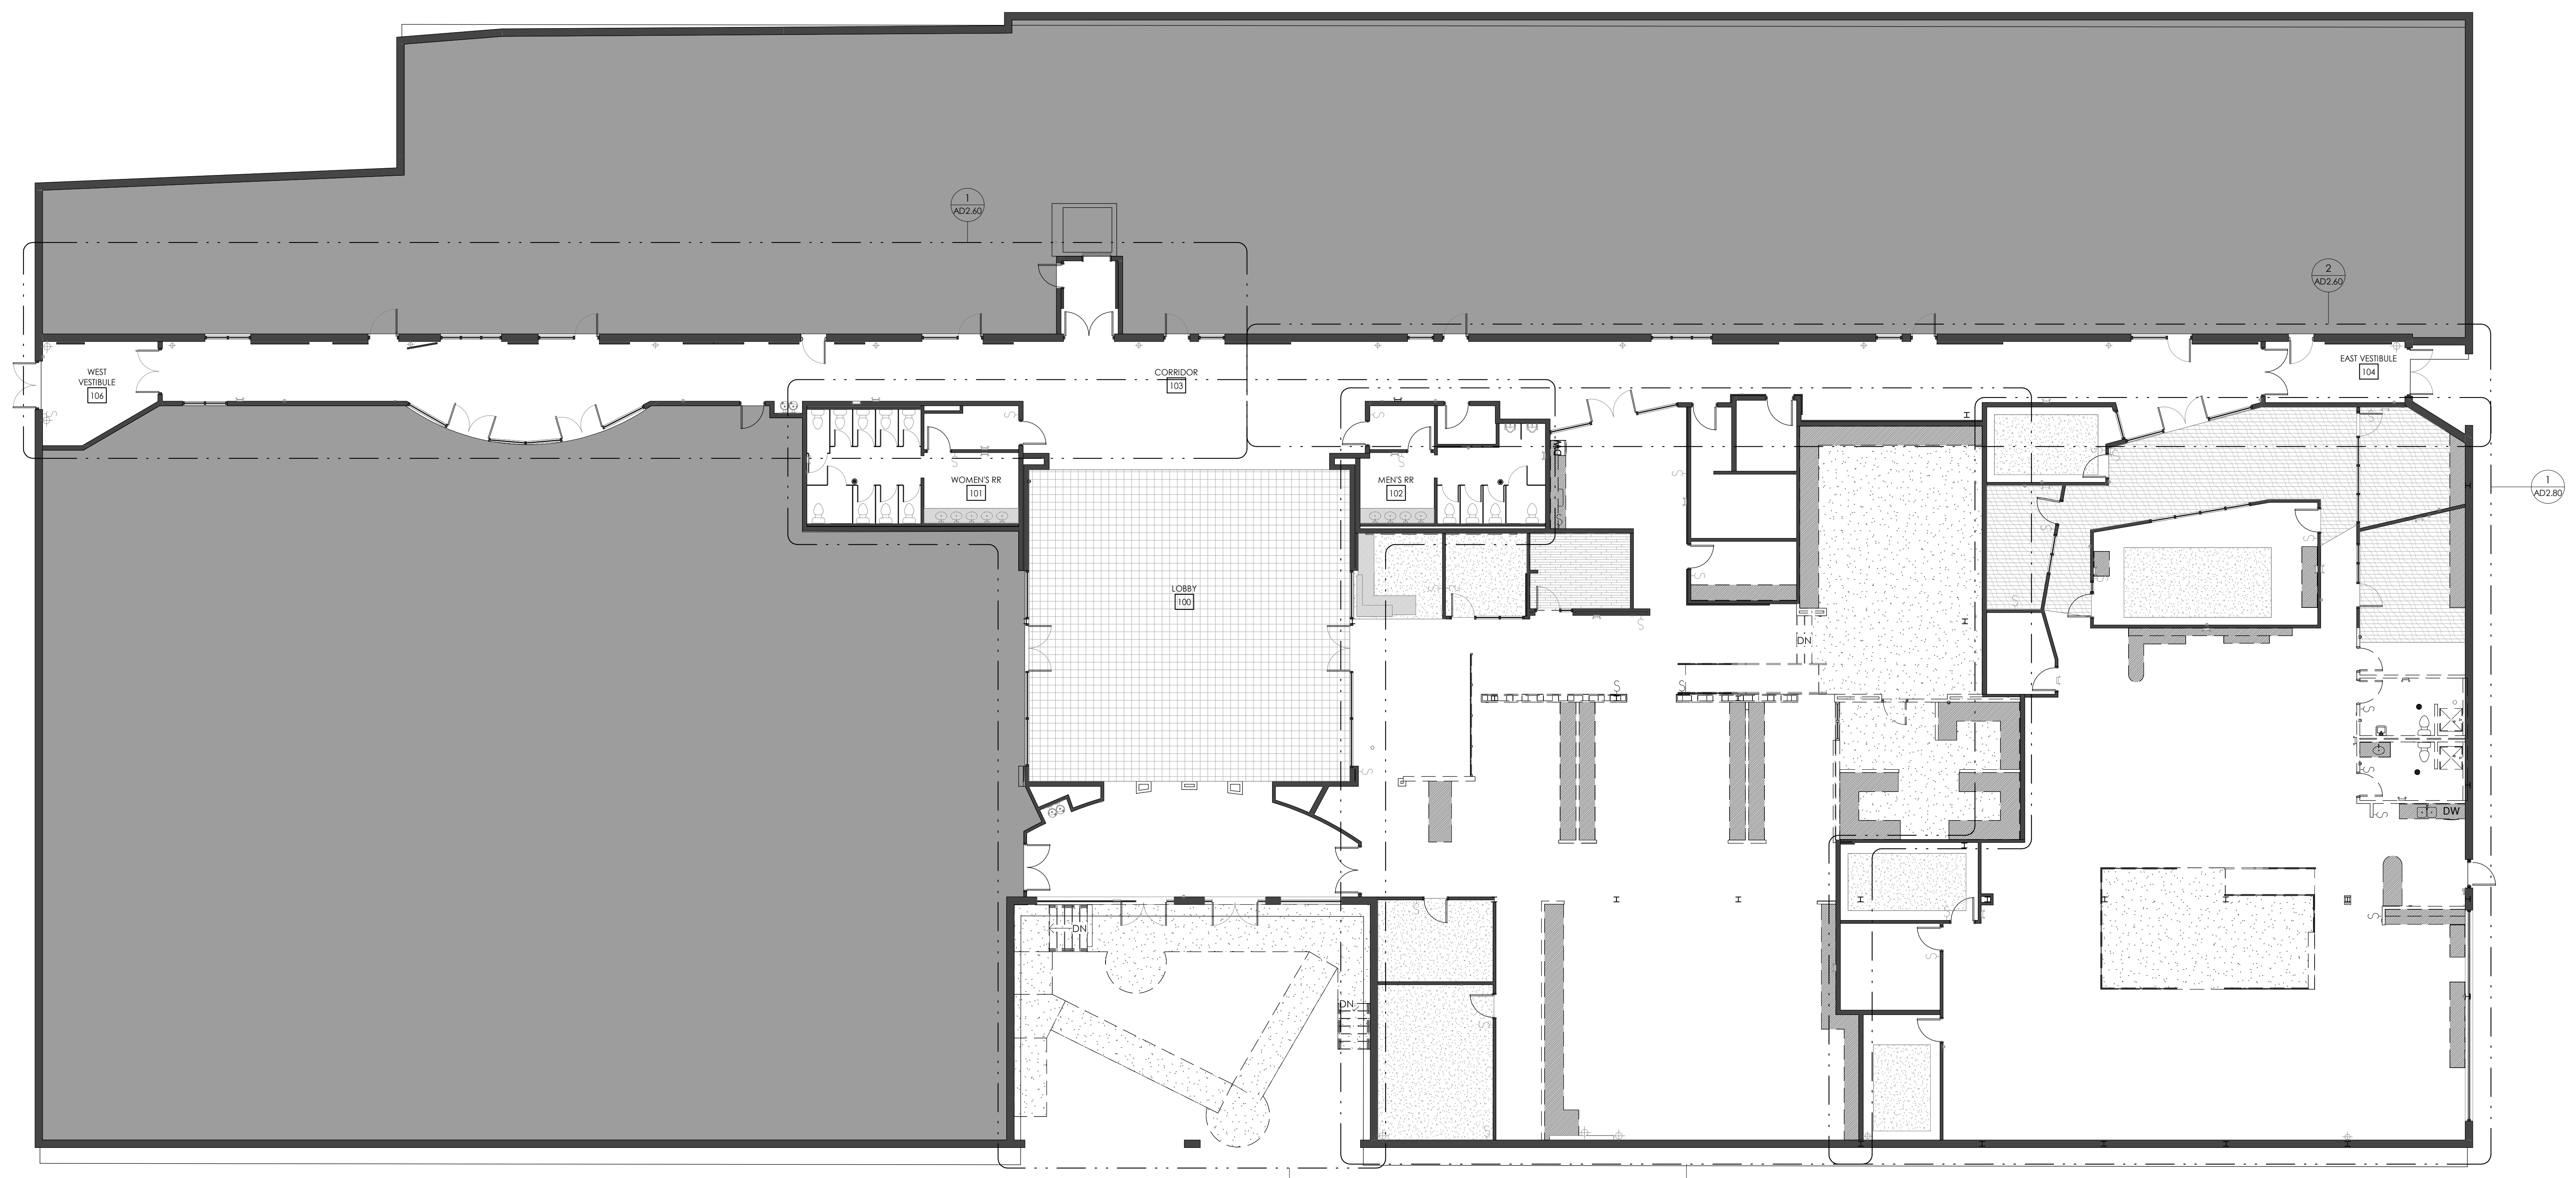 1
AD2.60
2
AD2.60
WEST
VESTIBULE
106
CORRIDOR
103
EAST VESTIBULE
104
WOMEN'S RR
101
MEN'S RR
102
DW
1
AD2.80
LOBBY
100
DN
DW
DN
DN